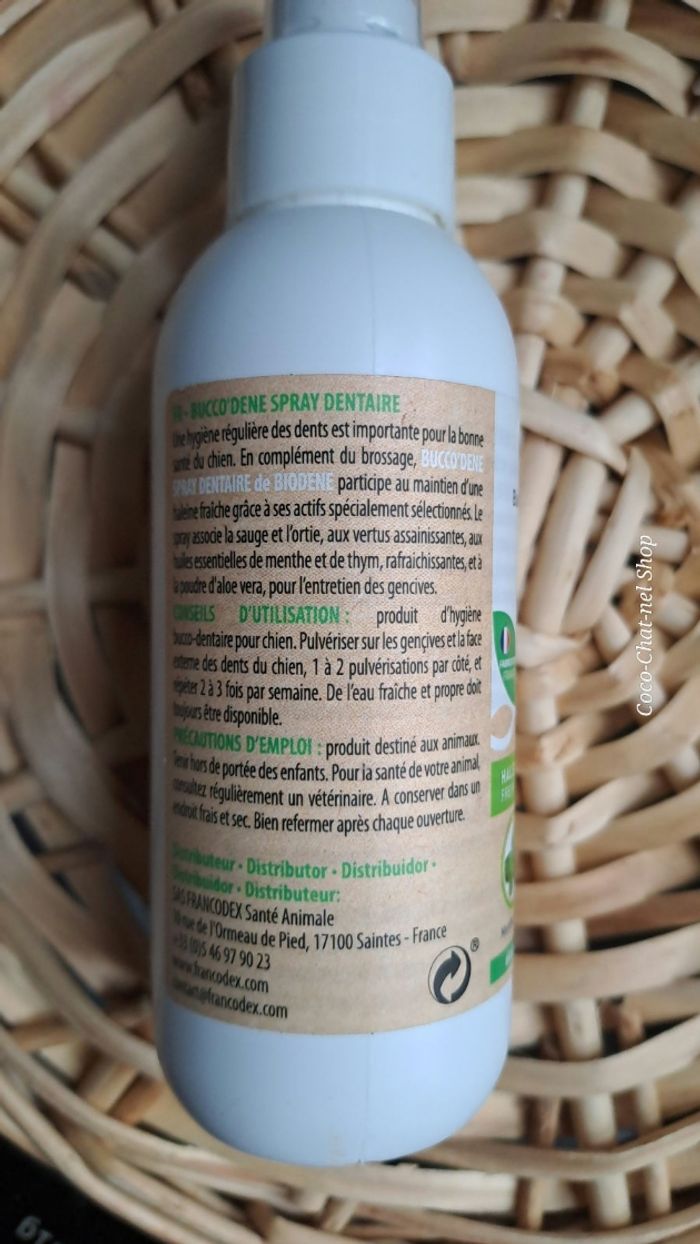 FR - BUCCO'DENE SPRAY DENTAIRE
Une hygiène régulière des dents est importante pour la bonne
santé du chien. En complément du brossage, BUCCO'DENE
SPRAY DENTAIRE de BIODENE participe au maintien d'une
haleine fraîche grâce à ses actifs spécialement sélectionnés. Le
spray associe la sauge et l'ortie, aux vertus assainissantes, aux
huiles essentielles de menthe et de thym, rafraichissantes, et à
la poudre d'aloe vera, pour l'entretien des gencives.
CONSEILS D'UTILISATION : produit d'hygiène
bucco-dentaire pour chien. Pulvériser sur les gençives et la face
externe des dents du chien, 1 à 2 pulvérisations par côté, et
répéter 2 à 3 fois par semaine. De l'eau fraîche et propre doit
toujours être disponible.
PRÉCAUTIONS D'EMPLOI : produit destiné aux animaux.
Tenir hors de portée des enfants. Pour la santé de votre animal,
consultez régulièrement un vétérinaire. A conserver dans un
endroit frais et sec. Bien refermer après chaque ouverture.
Distributeur • Distributor • Distribuidor •
Distribuidor • Distributeur:
SAS FRANCODEX Santé Animale
rue de l'Ormeau de Pied, 17100 Saintes - France
+33 (0)5 46 97 90 23
www.francodex.com
contact@francodex.com
®
Coco-Chat-nel Shop